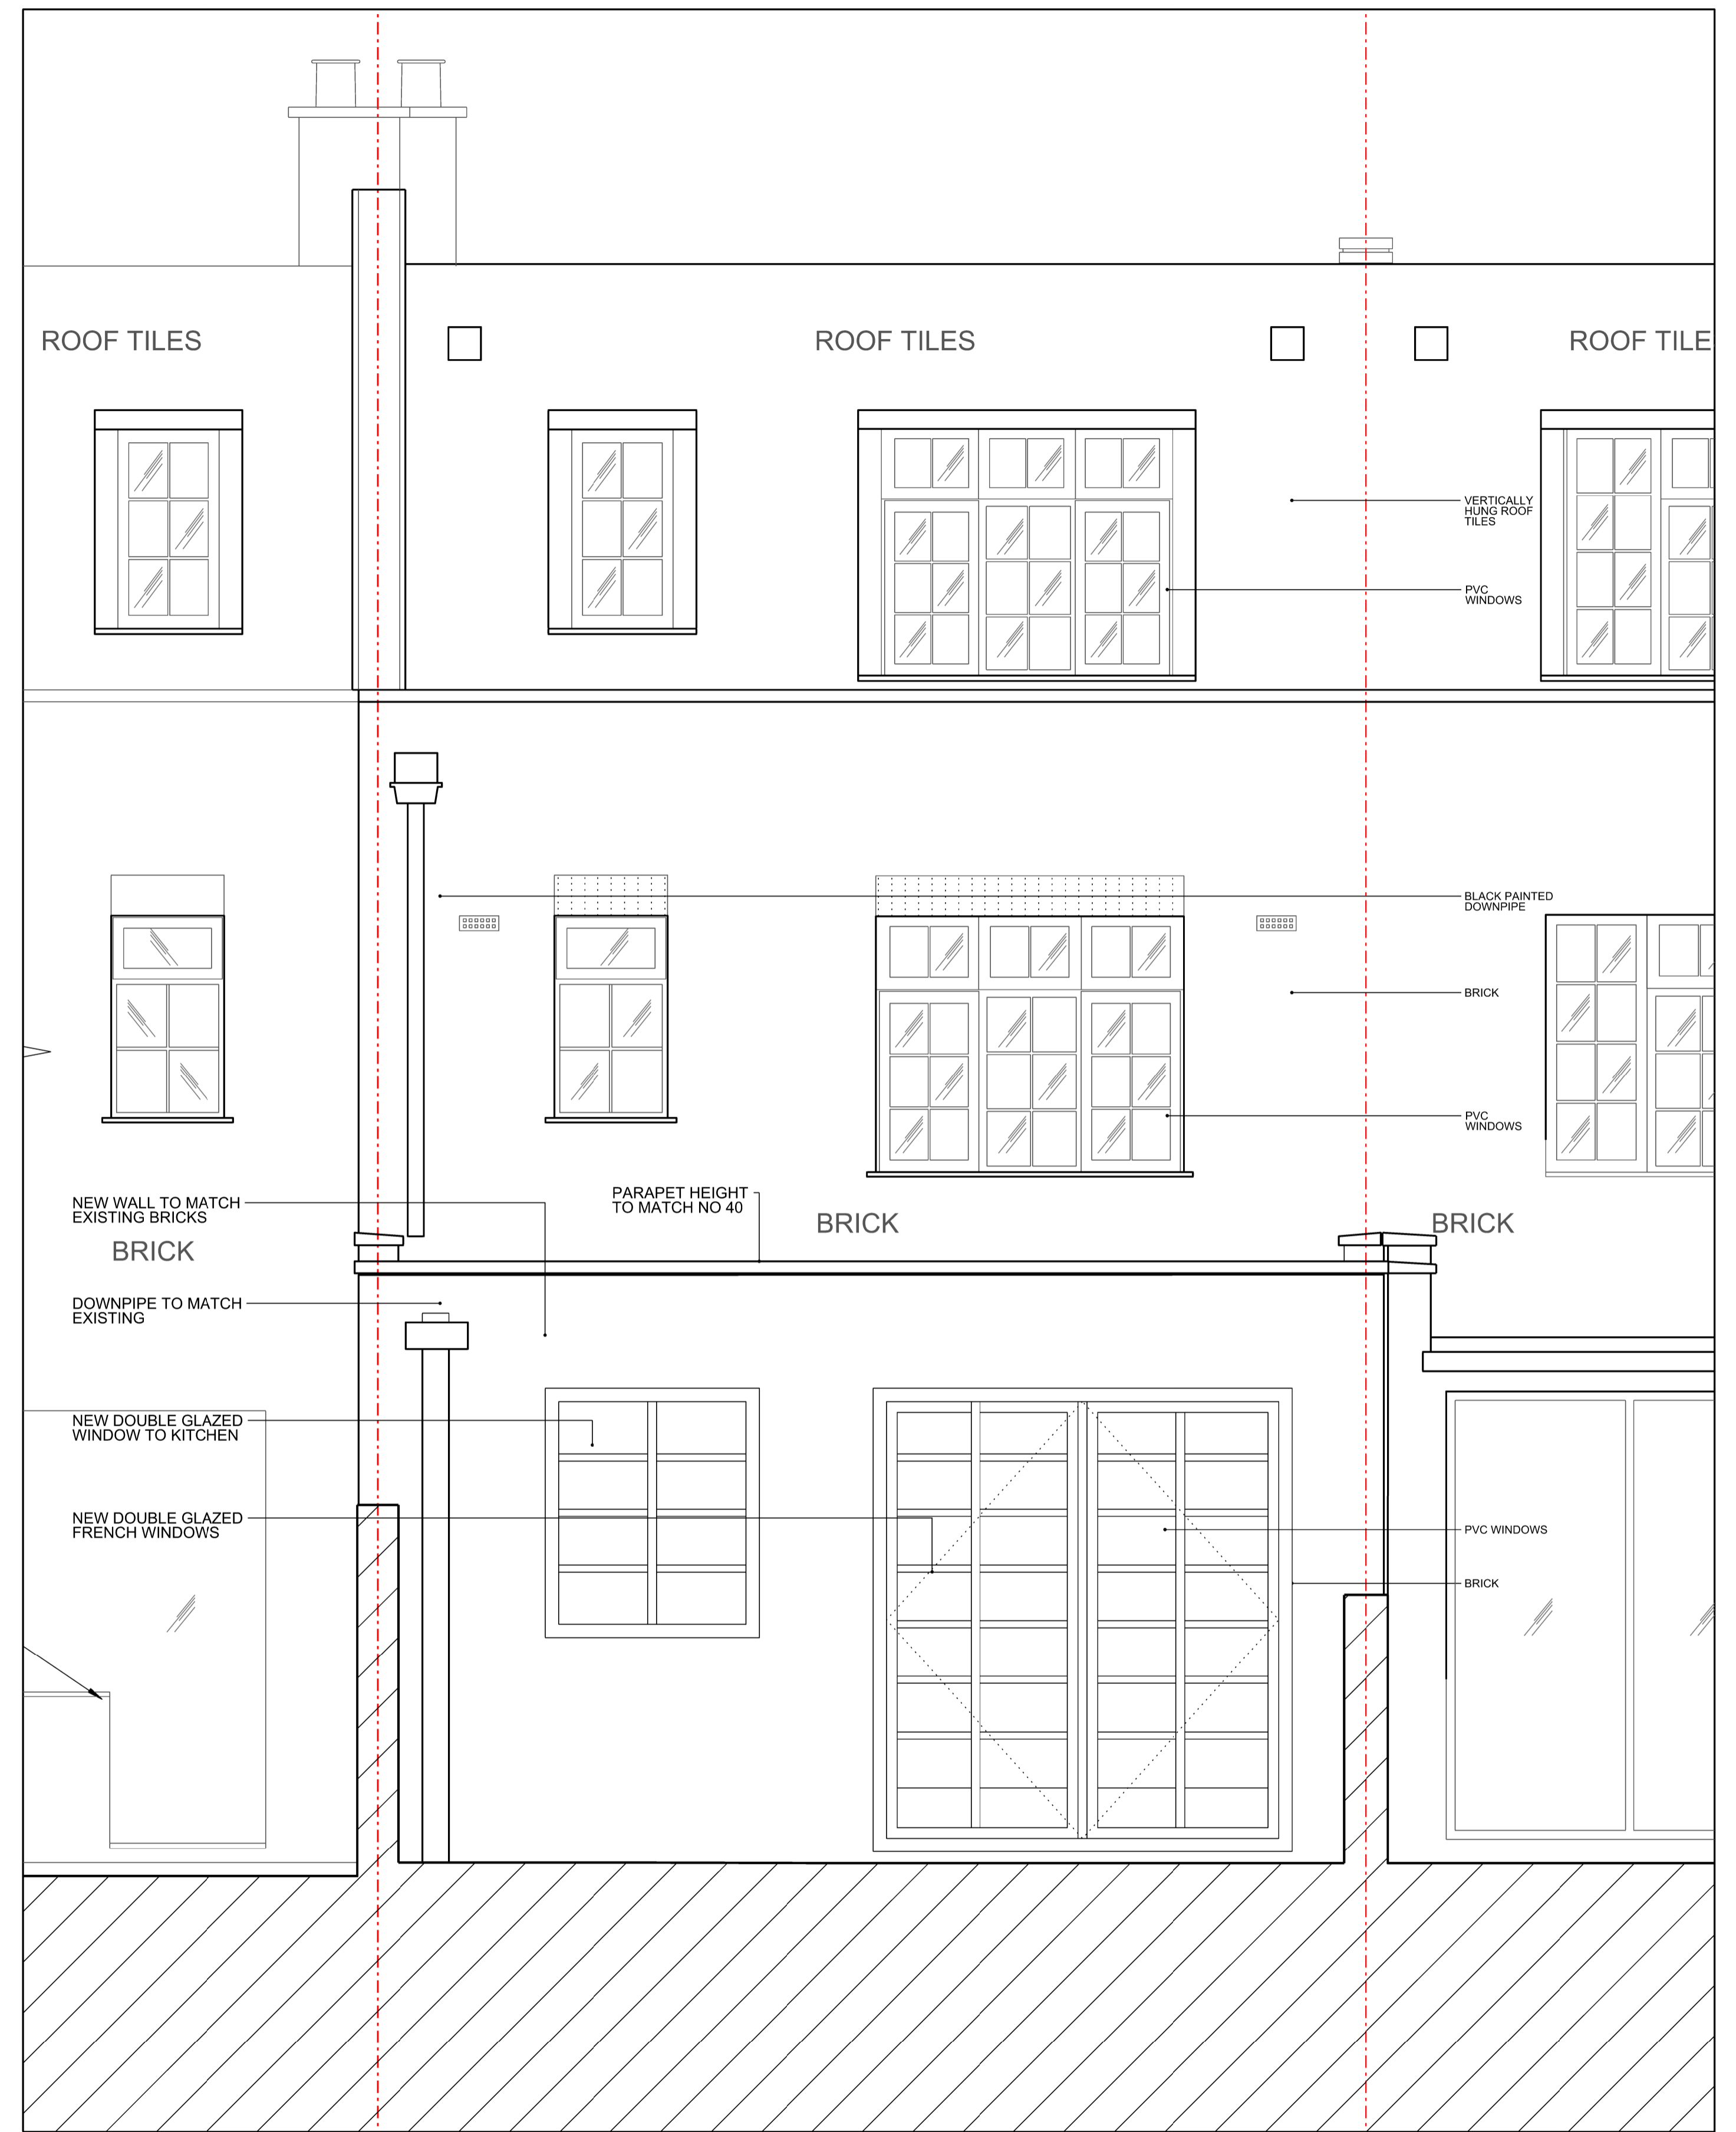 ROOF TILES
ROOF TILES
ROOF TILE
VERTICALLY
HUNG ROOF
TILES
PVC
WINDOWS
BLACK PAINTED
DOWNPIPE
BRICK
PVC
WINDOWS
NEW WALL TO MATCH
EXISTING BRICKS
PARAPET HEIGHT
TO MATCH NO 40
BRICK
BRICK
BRICK
DOWNPIPE TO MATCH
EXISTING
NEW DOUBLE GLAZED
WINDOW TO KITCHEN
NEW DOUBLE GLAZED
FRENCH WINDOWS
PVC WINDOWS
BRICK